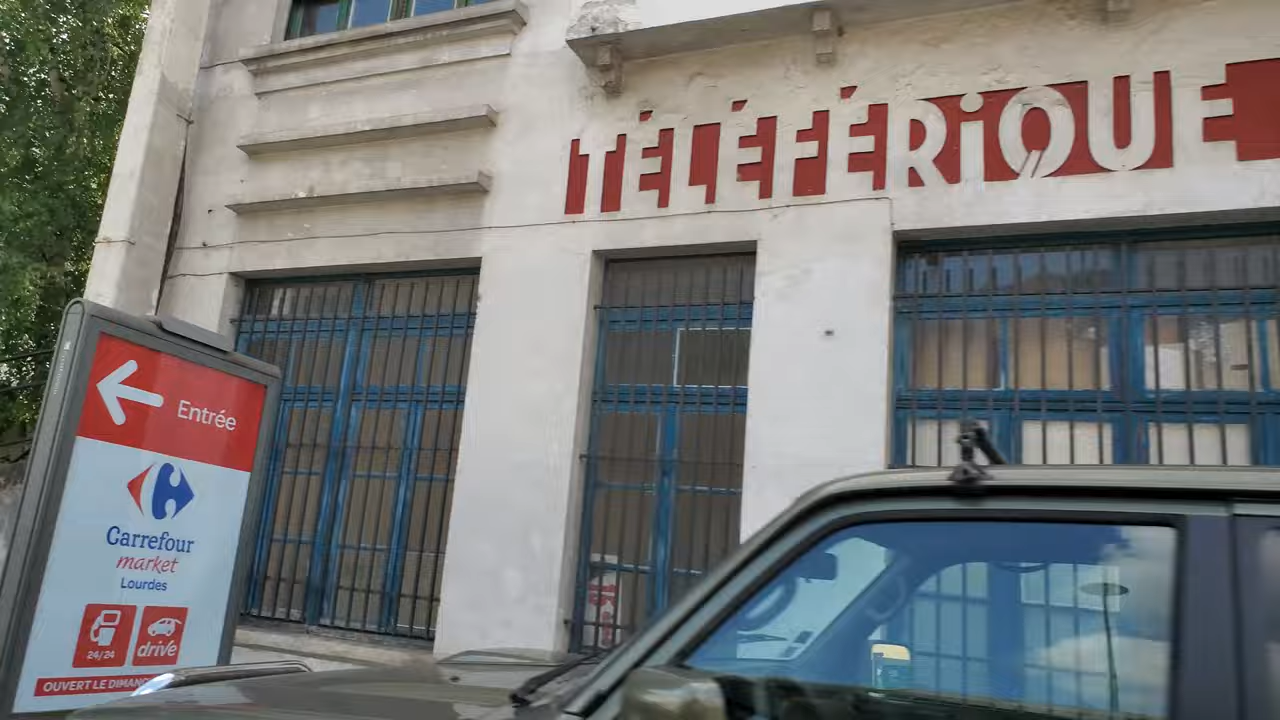 TÉLÉFÉRiQUE
Entrée
Carrefour
market
Lourdes
24/24
drive
OUVERT LE DIMANC